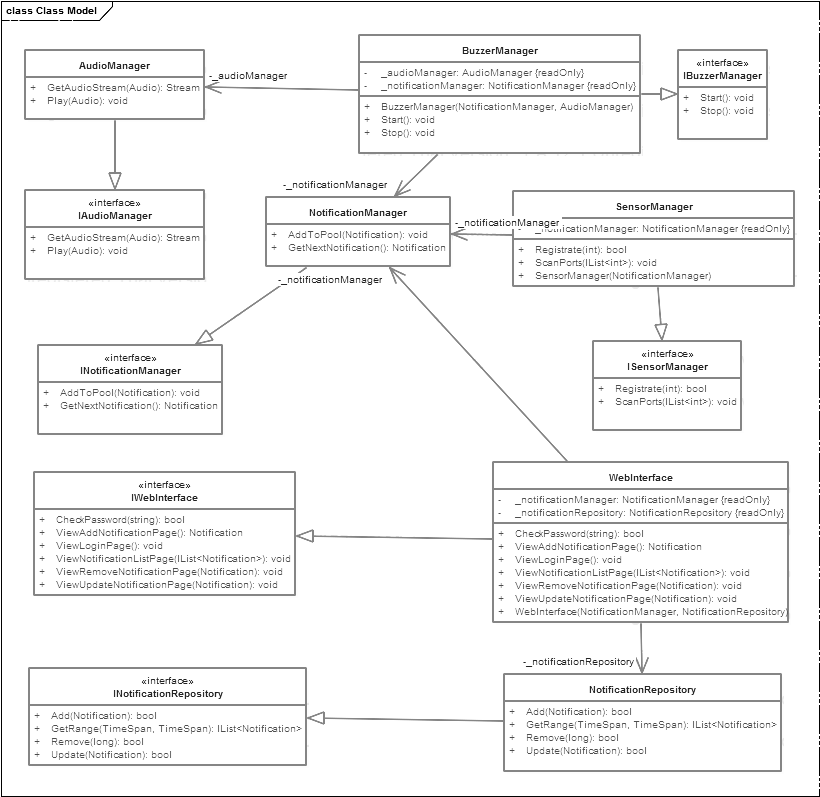 class Class Model
AudioManager
+ GetAudioStream(Audio): Stream
+ Play(Audio): void
-_audioManager
BuzzerManager
- _audioManager: AudioManager {readOnly}
- _notificationManager: NotificationManager {readOnly}
+ BuzzerManager(NotificationManager, AudioManager)
+ Start(): void
+ Stop(): void
«interface»
IBuzzerManager
+ Start(): void
+ Stop(): void
«interface»
IAudioManager
+ GetAudioStream(Audio): Stream
+ Play(Audio): void
-_notificationManager
NotificationManager
+ AddToPool(Notification): void
+ GetNextNotification(): Notification
-_notificationManager
SensorManager
- _notificationManager: NotificationManager {readOnly}
+ Registrate(int): bool
+ ScanPorts(IList<int>): void
+ SensorManager(NotificationManager)
-_notificationManager
«interface»
INotificationManager
+ AddToPool(Notification): void
+ GetNextNotification(): Notification
«interface»
ISensorManager
+ Registrate(int): bool
+ ScanPorts(IList<int>): void
«interface»
IWebInterface
+ CheckPassword(string): bool
+ ViewAddNotificationPage(): Notification
+ ViewLoginPage(): void
+ ViewNotificationListPage(IList<Notification>): void
+ ViewRemoveNotificationPage(Notification): void
+ ViewUpdateNotificationPage(Notification): void
WebInterface
- _notificationManager: NotificationManager {readOnly}
- _notificationRepository: NotificationRepository {readOnly}
+ CheckPassword(string): bool
+ ViewAddNotificationPage(): Notification
+ ViewLoginPage(): void
+ ViewNotificationListPage(IList<Notification>): void
+ ViewRemoveNotificationPage(Notification): void
+ ViewUpdateNotificationPage(Notification): void
+ WebInterface(NotificationManager, NotificationRepository)
-_notificationRepository
«interface»
INotificationRepository
+ Add(Notification): bool
+ GetRange(TimeSpan, TimeSpan): IList<Notification>
+ Remove(long): bool
+ Update(Notification): bool
NotificationRepository
+ Add(Notification): bool
+ GetRange(TimeSpan, TimeSpan): IList<Notification>
+ Remove(long): bool
+ Update(Notification): bool